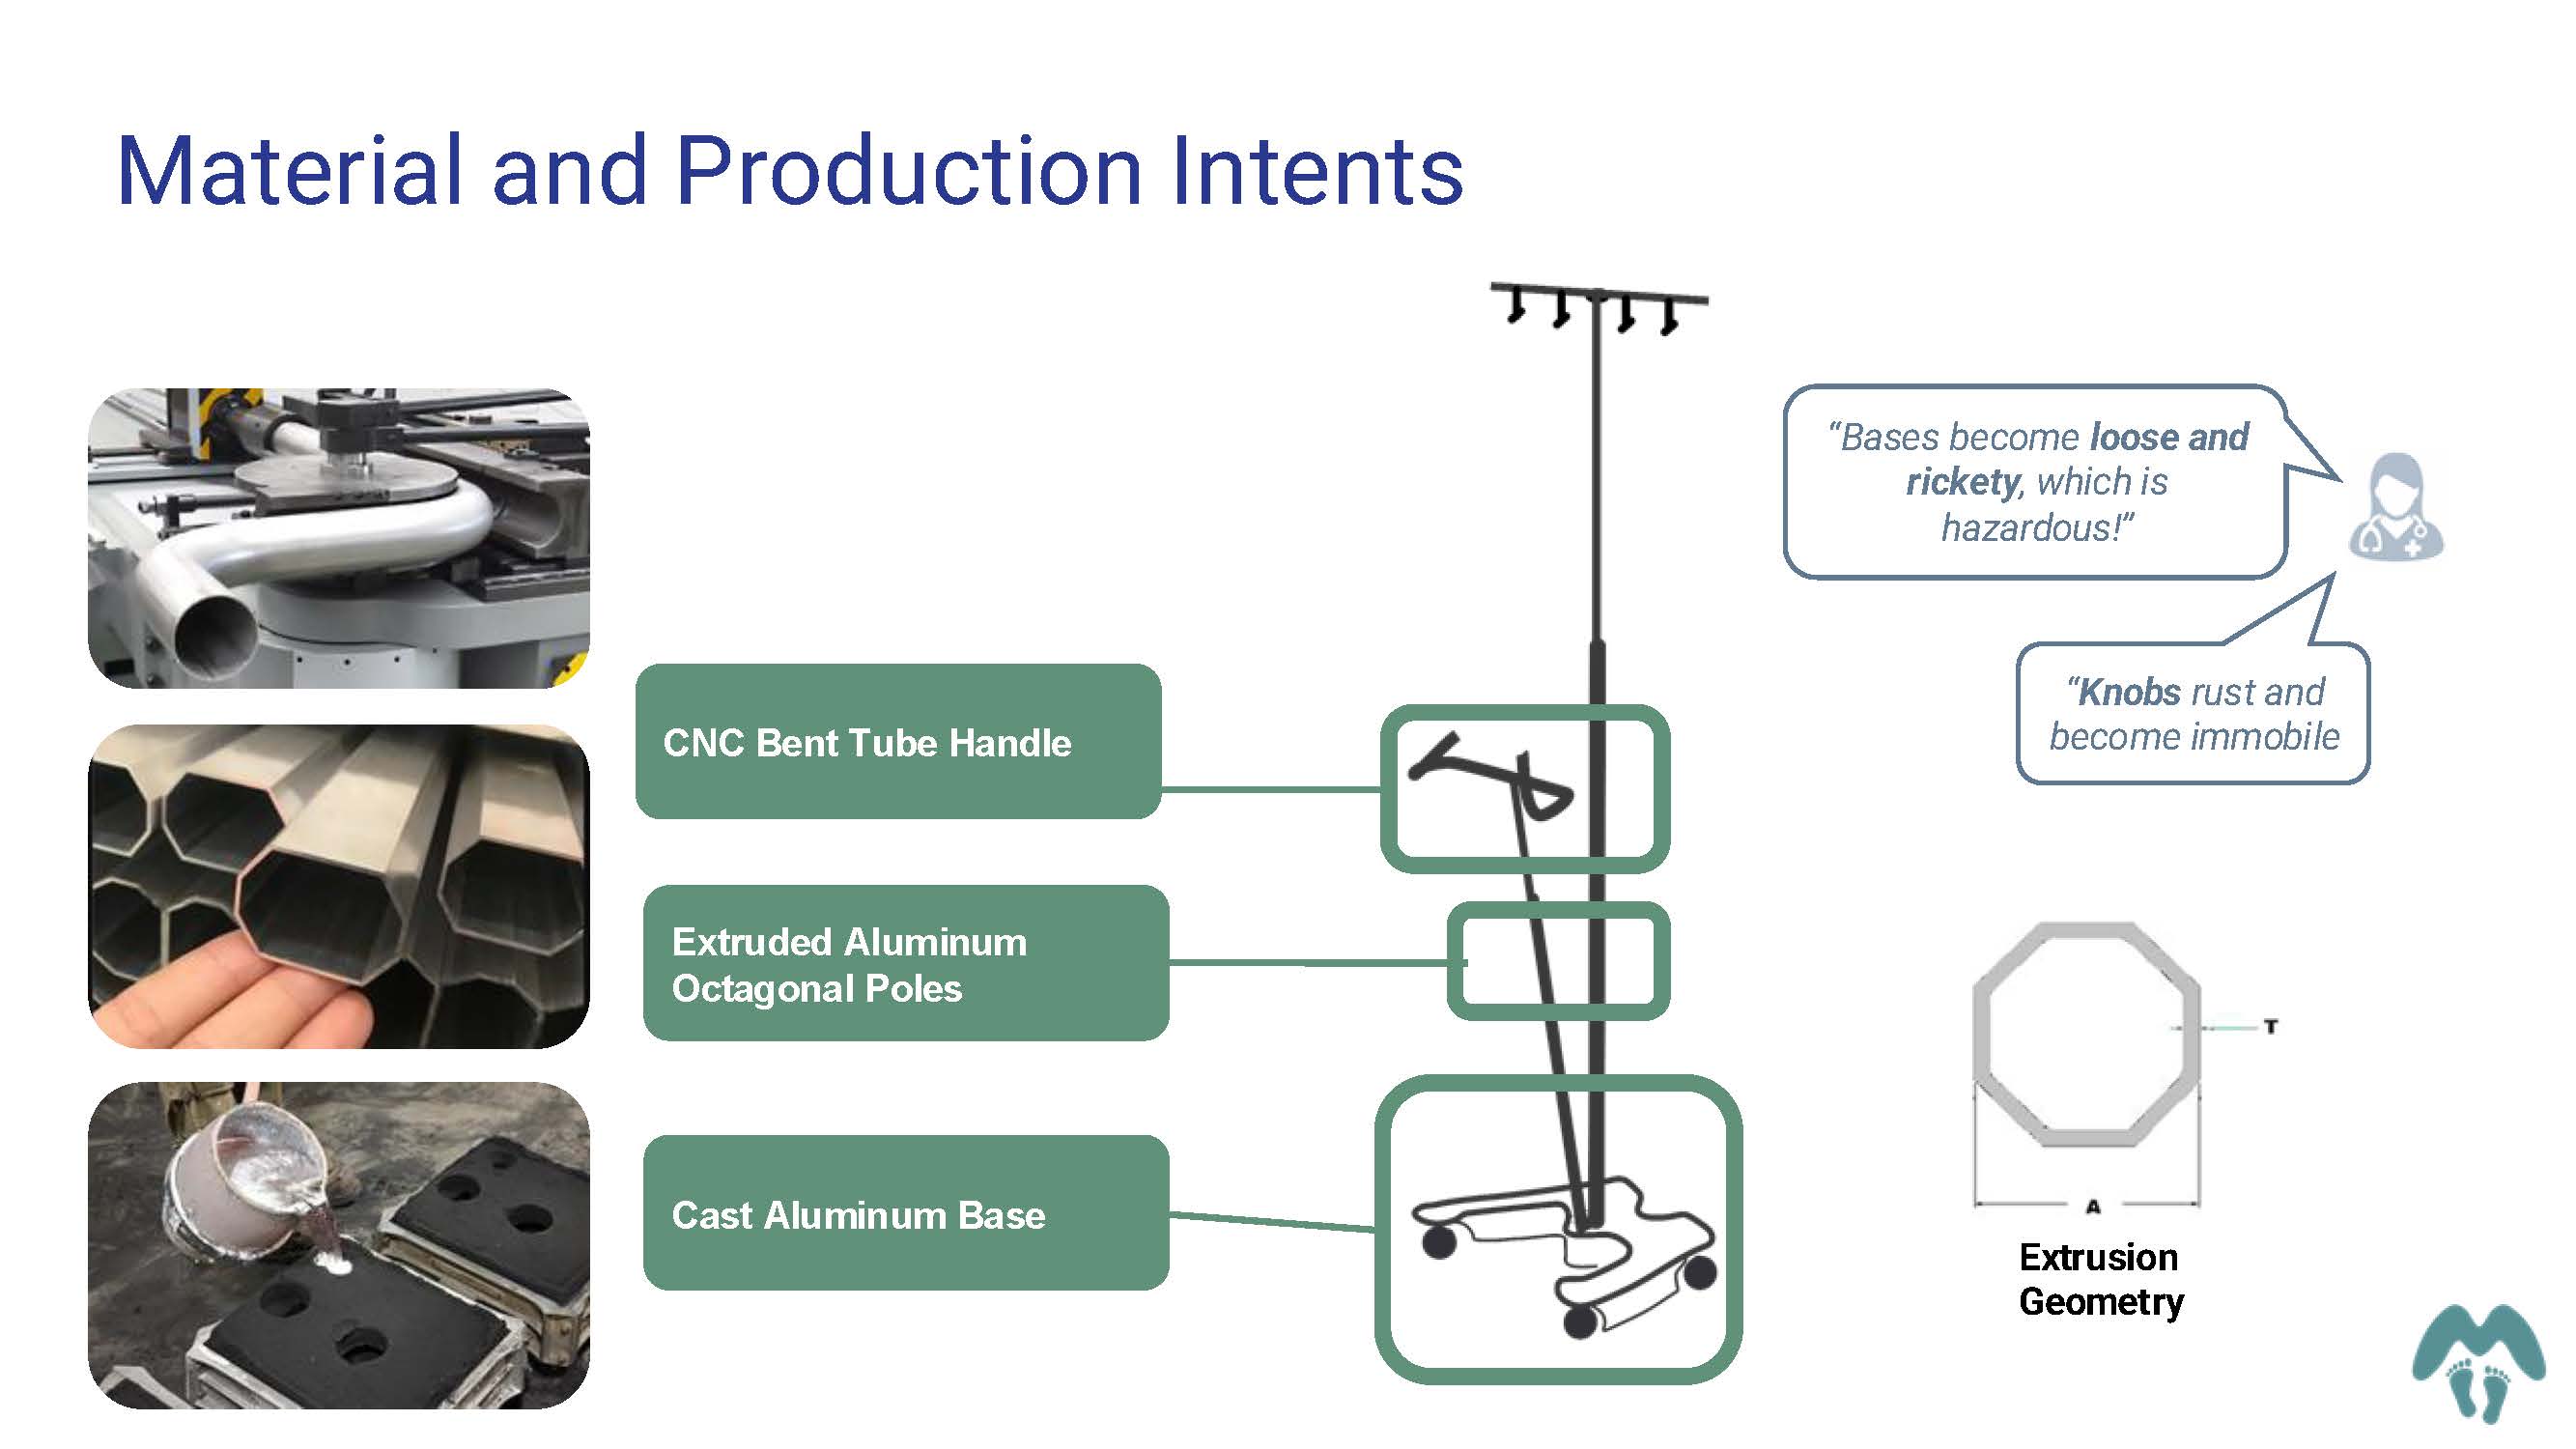 Material and Production Intents
“Bases become loose and
rickety, which is
hazardous!”
“Knobs rust and
become immobile
CNC Bent Tube Handle
Extruded Aluminum
Octagonal Poles
Cast Aluminum Base
T
A
Extrusion
Geometry